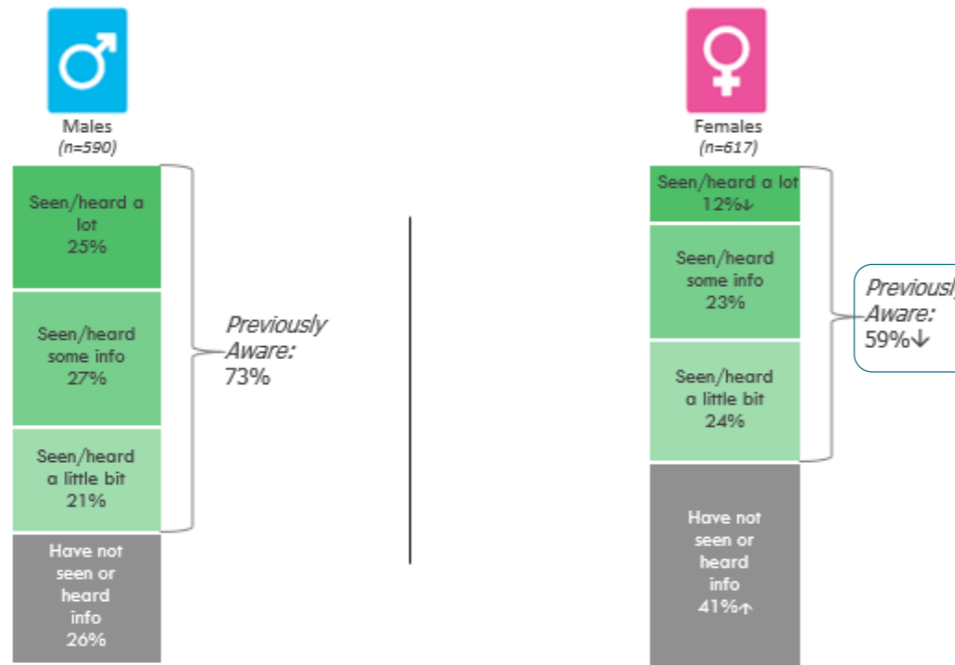 Males
(n=590)
Seen/heard a
lot
25%
Seen/heard
some info
27%
Seen/heard
a little bit
21%
Have not
seen or
heard
info
26%
Previously
Aware:
73%
Females
(n=617)
Seen/heard a lot
12%↓
Seen/heard
some info
23%
Seen/heard
a little bit
24%
Have not
seen or
heard
info
41%↑
Previously
Aware:
59%↓